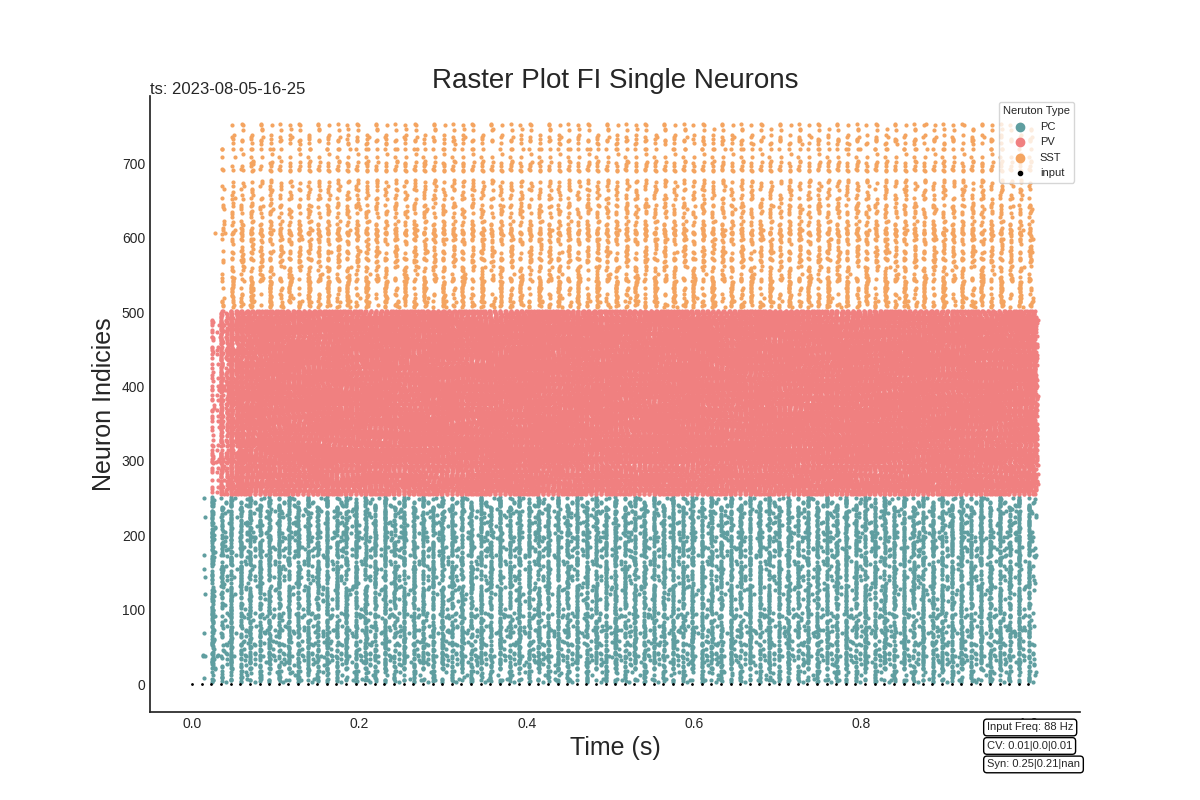 Raster Plot FI Single Neurons
ts: 2023-08-05-16-25
Neruton Type
PC
PV
SST
input
Neuron Indicies
700
600
500
400
300
200
100
0
0.0 0.2 0.4 0.6 0.8
Time (s)
Input Freq: 88 Hz
CV: 0.01|0.0|0.01
Syn: 0.25|0.21|nan